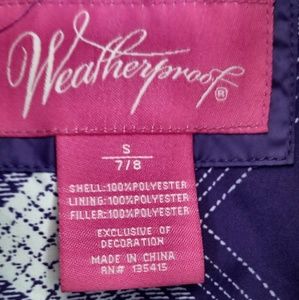 Weatherproof®
S
7/8
SHELL:100%POLYESTER
LINING:100%POLYESTER
FILLER:100%POLYESTER
EXCLUSIVE OF
DECORATION
MADE IN CHINA
RN# 135415